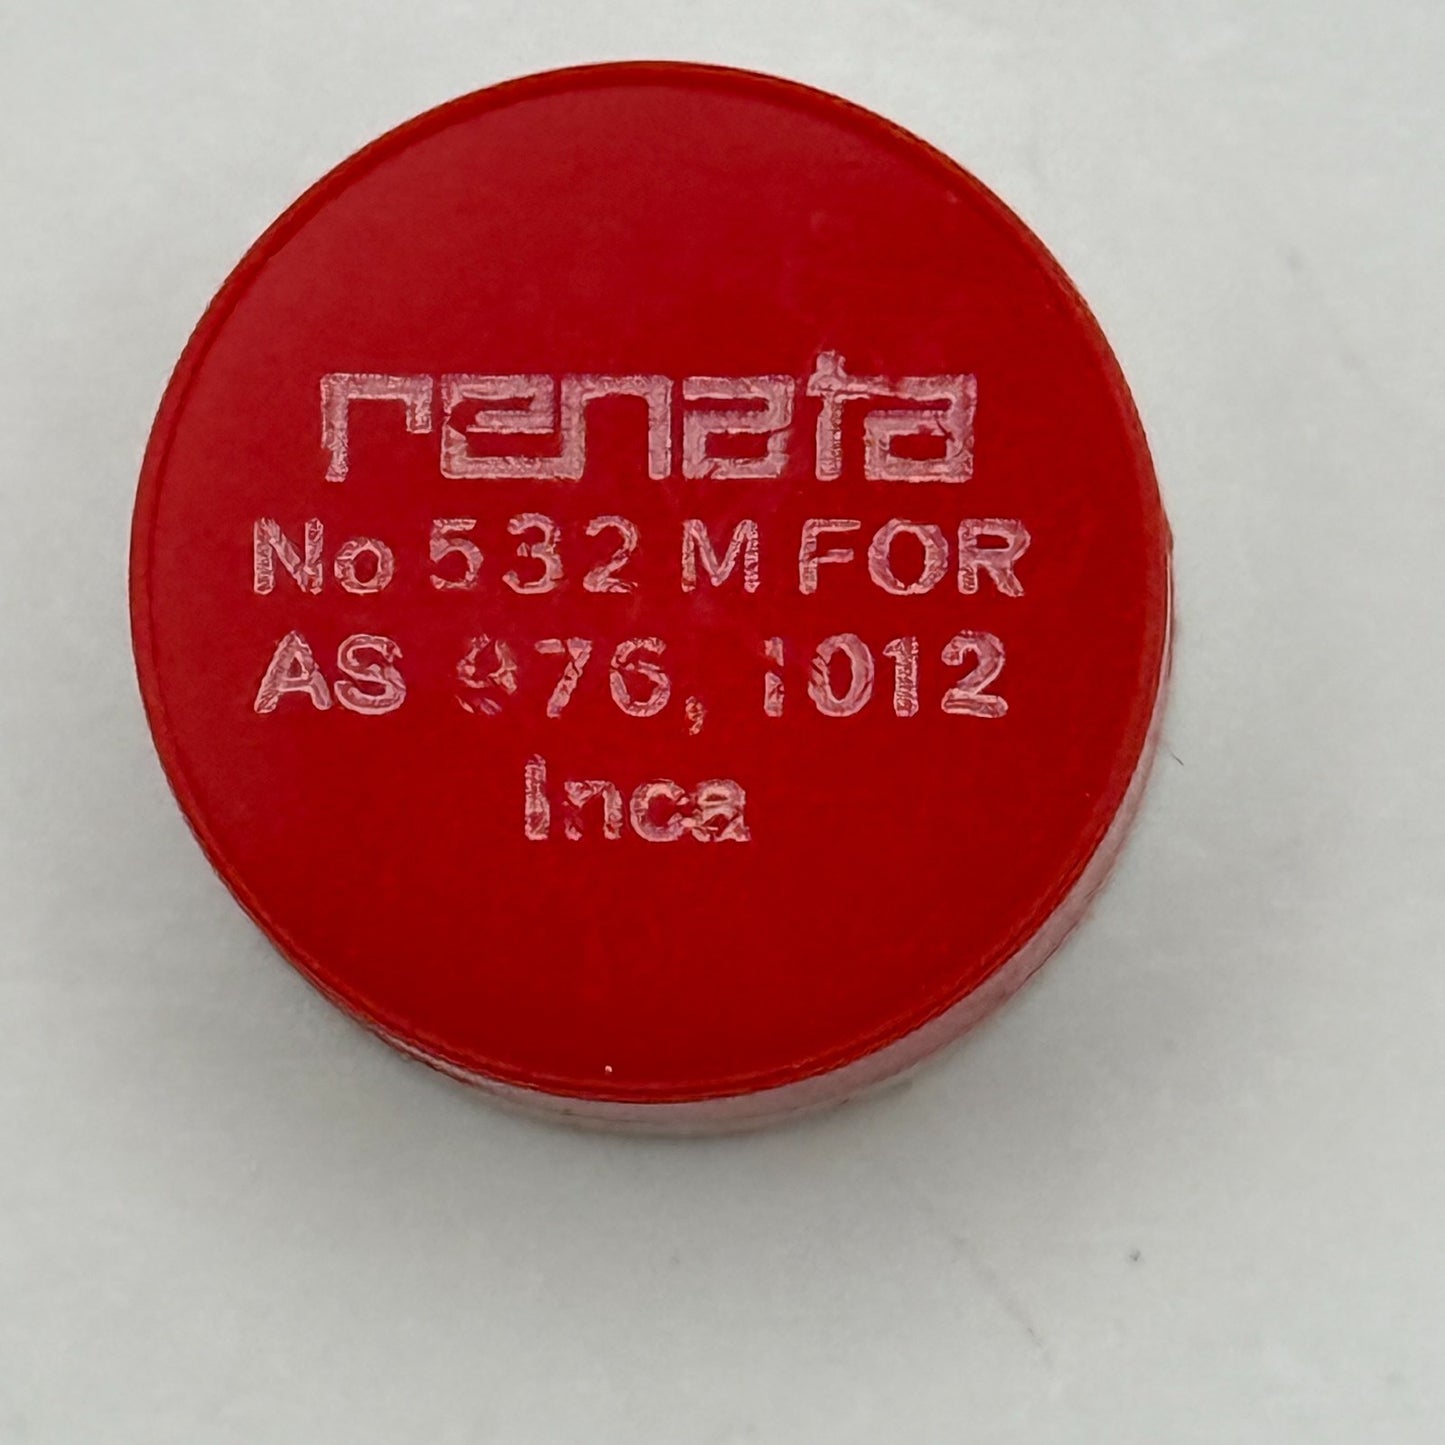 renata
No 532 M FOR
AS 976, 1012
Inca